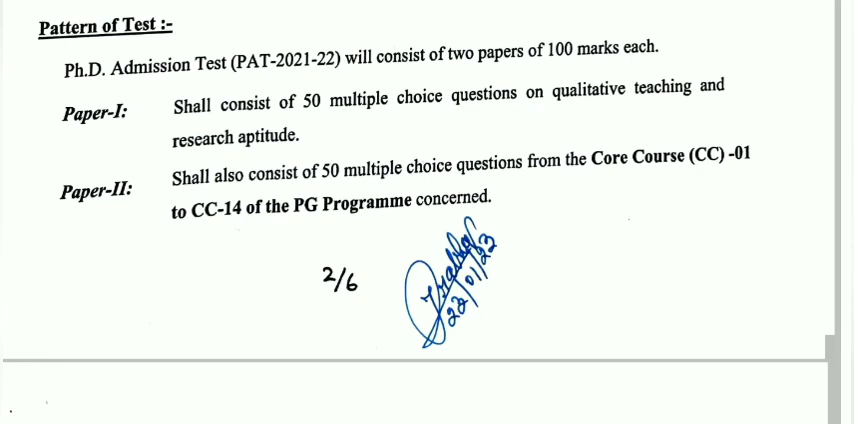 Pattern of Test :-
Ph.D. Admission Test (PAT-2021-22) will consist of two papers of 100 marks each.
Paper-I: Shall consist of 50 multiple choice questions on qualitative teaching and
research aptitude.
Paper-II: Shall also consist of 50 multiple choice questions from the Core Course (CC) -01
to CC-14 of the PG Programme concerned.
2/6
23/01/23